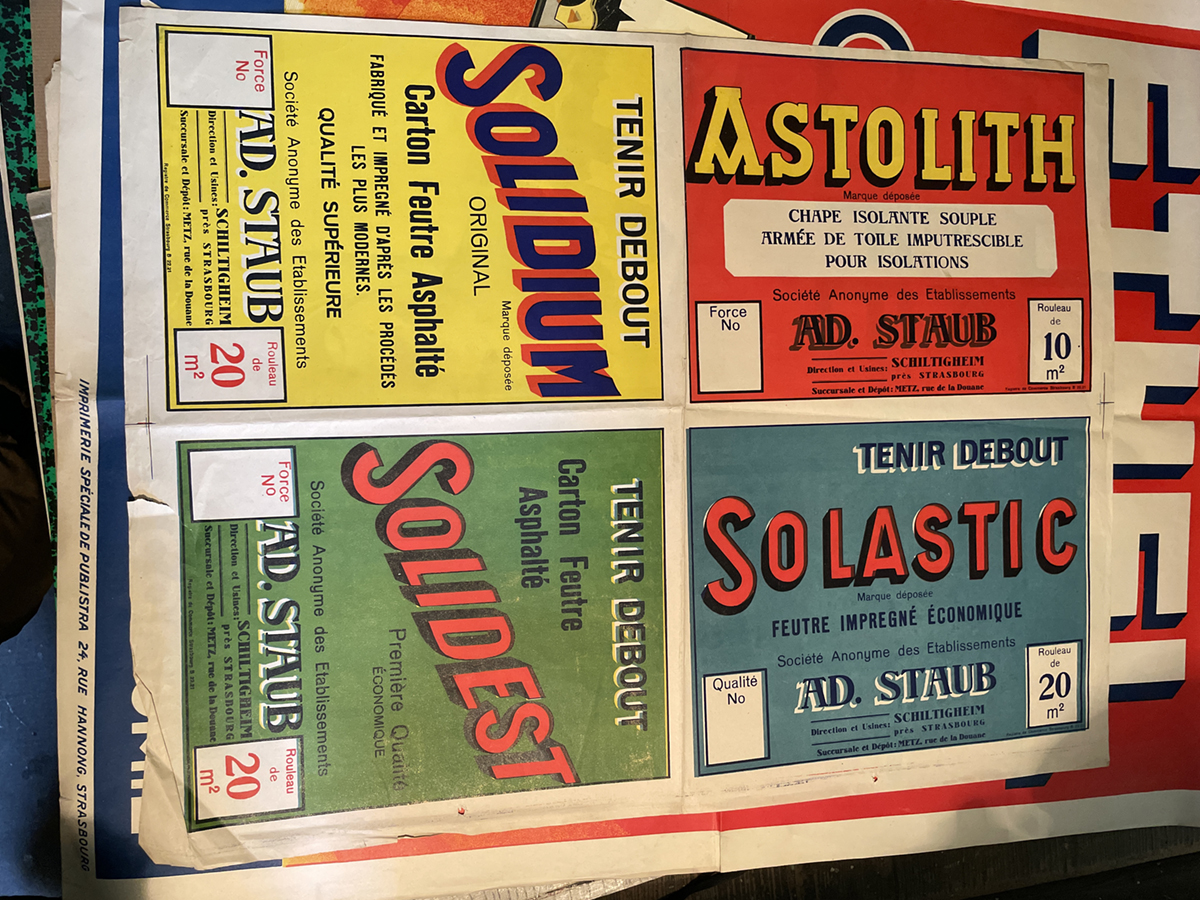 TENIR DEBOUT
SOLIDIUM
Marque déposée
ORIGINAL
Carton Feutre Asphalté
FABRIQUÉ ET IMPREGNÉ D'APRÈS LES PROCÉDÉS
LES PLUS MODERNES.
QUALITÉ SUPÉRIEURE
Société Anonyme des Etablissements
Force
No
AD. STAUB
Direction et Usines: SCHILTIGHEIM
près STRASBOURG
Succursale et Dépôt: METZ, rue de la Douane
Rouleau
de
20
m²
ASTOLITH
Marque déposée
CHAPE ISOLANTE SOUPLE
ARMÉE DE TOILE IMPUTRESCIBLE
POUR ISOLATIONS
Société Anonyme des Etablissements
Force
No
AD. STAUB
Direction et Usines: SCHILTIGHEIM
près STRASBOURG
Succursale et Dépôt: METZ, rue de la Douane
Rouleau
de
10
m²
TENIR DEBOUT
Carton Feutre
Asphalté
SOLIDEST
Première Qualité
ÉCONOMIQUE
Société Anonyme des Etablissements
Force
No
AD. STAUB
Direction et Usines: SCHILTIGHEIM
près STRASBOURG
Succursale et Dépôt: METZ, rue de la Douane
Rouleau
de
20
m²
TENIR DEBOUT
SOLASTIC
Marque déposée
FEUTRE IMPREGNÉ ÉCONOMIQUE
Société Anonyme des Etablissements
Qualité
No
AD. STAUB
Direction et Usines: SCHILTIGHEIM
près STRASBOURG
Succursale et Dépôt: METZ, rue de la Douane
Rouleau
de
20
m²
IMPRIMERIE SPÉCIALE DE PUBLISTRA 24, RUE HANNONG, STRASBOURG